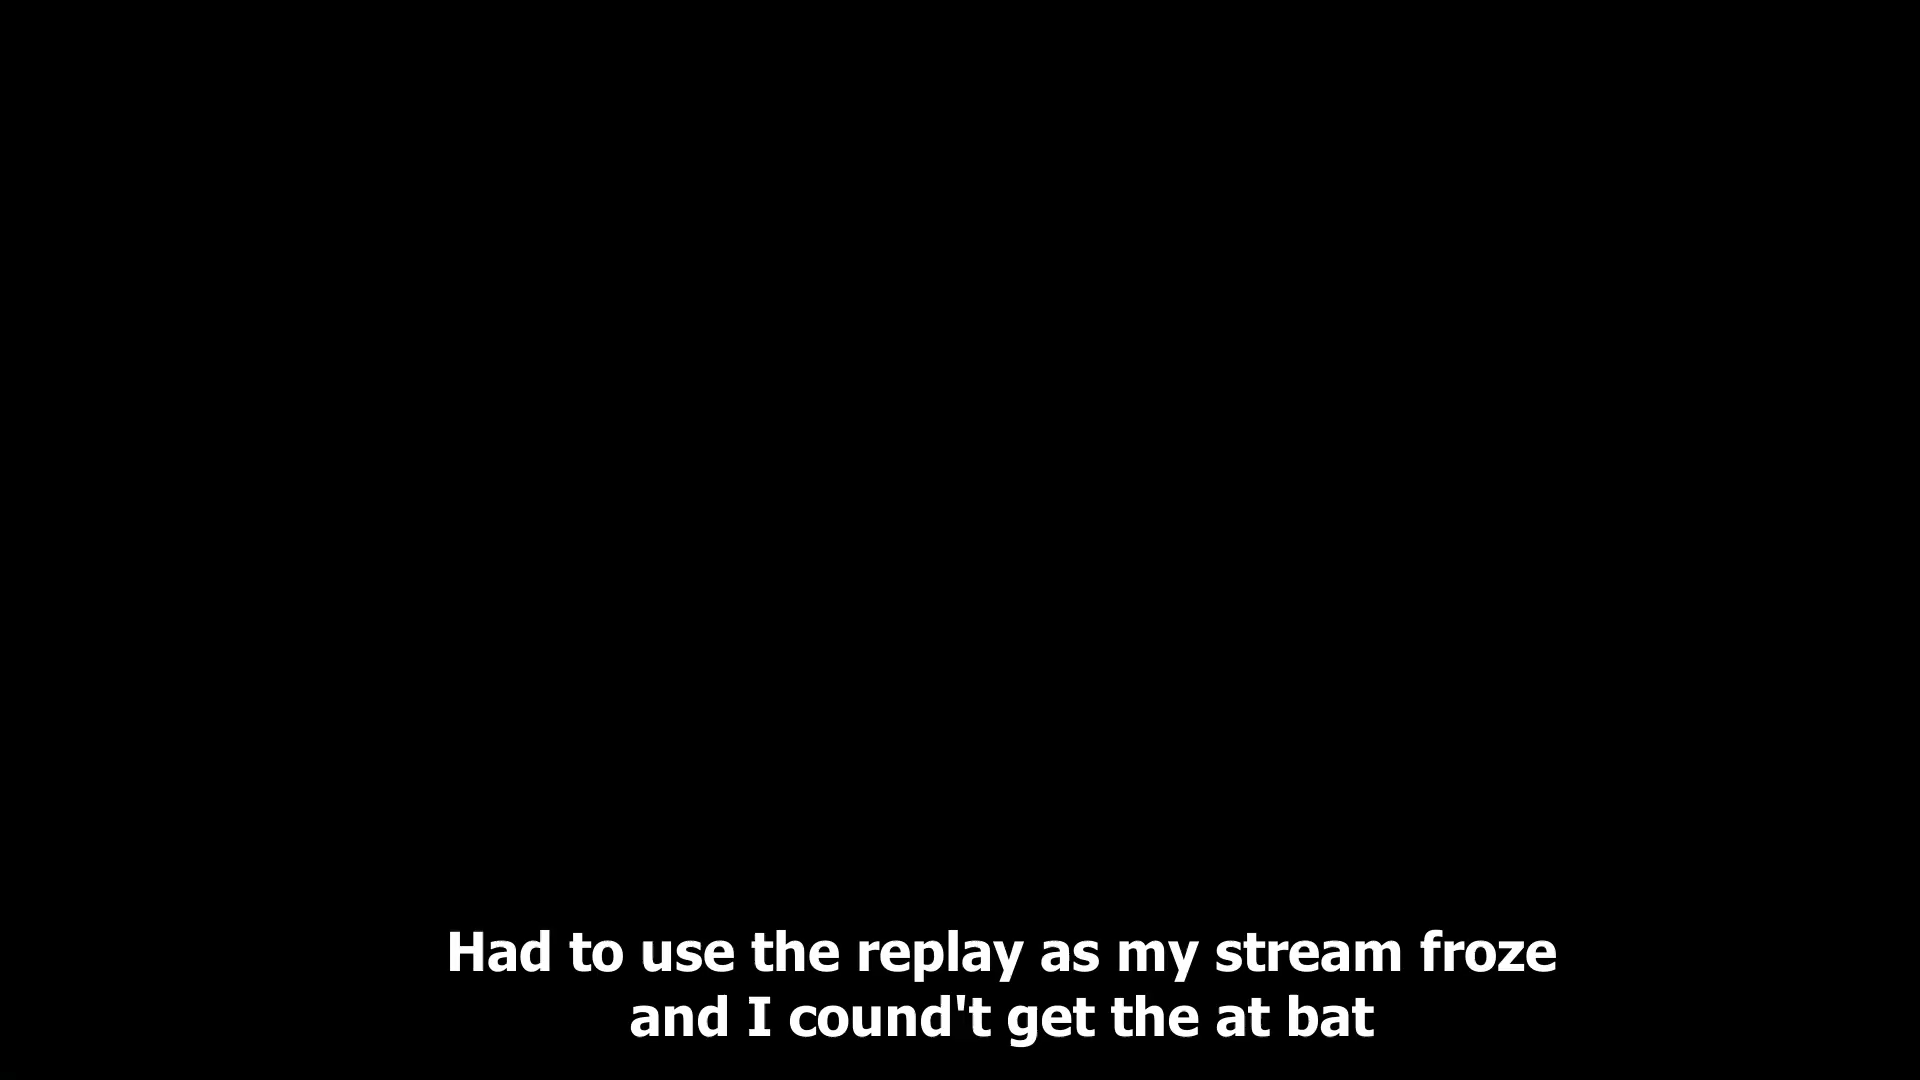 Had to use the replay as my stream froze
and I cound't get the at bat